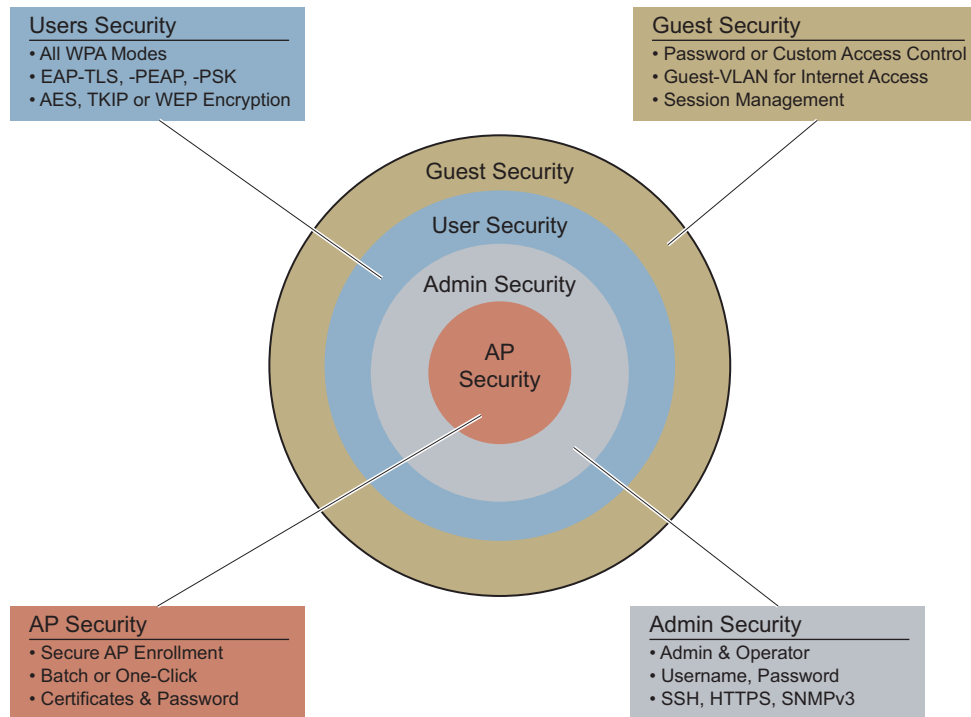 Users Security
• All WPA Modes
• EAP-TLS, -PEAP, -PSK
• AES, TKIP or WEP Encryption
Guest Security
• Password or Custom Access Control
• Guest-VLAN for Internet Access
• Session Management
Guest Security
User Security
Admin Security
AP
Security
AP Security
• Secure AP Enrollment
• Batch or One-Click
• Certificates & Password
Admin Security
• Admin & Operator
• Username, Password
• SSH, HTTPS, SNMPv3